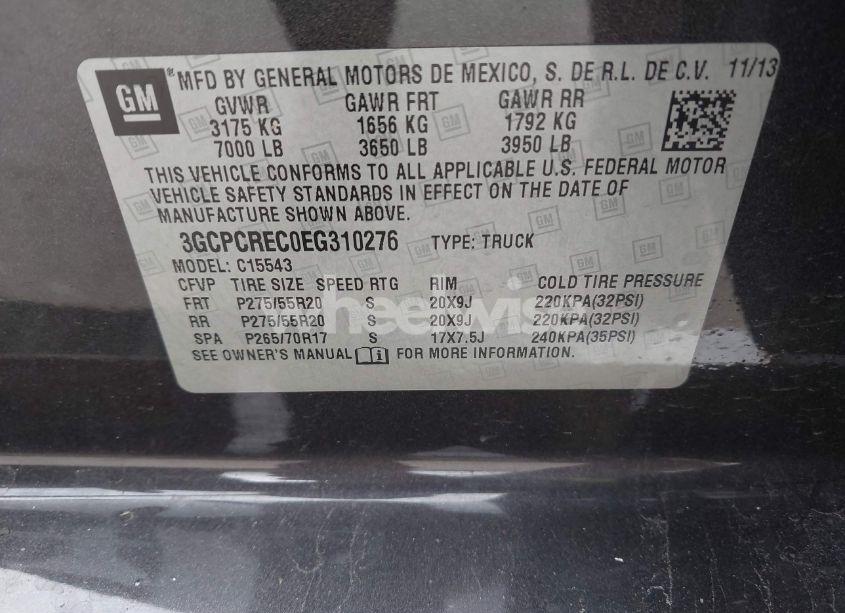 GM ® MFD BY GENERAL MOTORS DE MEXICO, S. DE R.L. DE C.V. 11/13
GVWR GAWR FRT GAWR RR
3175 KG 1656 KG 1792 KG
7000 LB 3650 LB 3950 LB
THIS VEHICLE CONFORMS TO ALL APPLICABLE U.S. FEDERAL MOTOR
VEHICLE SAFETY STANDARDS IN EFFECT ON THE DATE OF
MANUFACTURE SHOWN ABOVE.
3GCPCREC0EG310276 TYPE: TRUCK
MODEL: C15543
CFVP TIRE SIZE SPEED RTG RIM COLD TIRE PRESSURE
FRT P275/55R20 S 20X9J 220KPA(32PSI)
RR P275/55R20 S 20X9J 220KPA(32PSI)
SPA P265/70R17 S 17X7.5J 240KPA(35PSI)
SEE OWNER'S MANUAL FOR MORE INFORMATION.